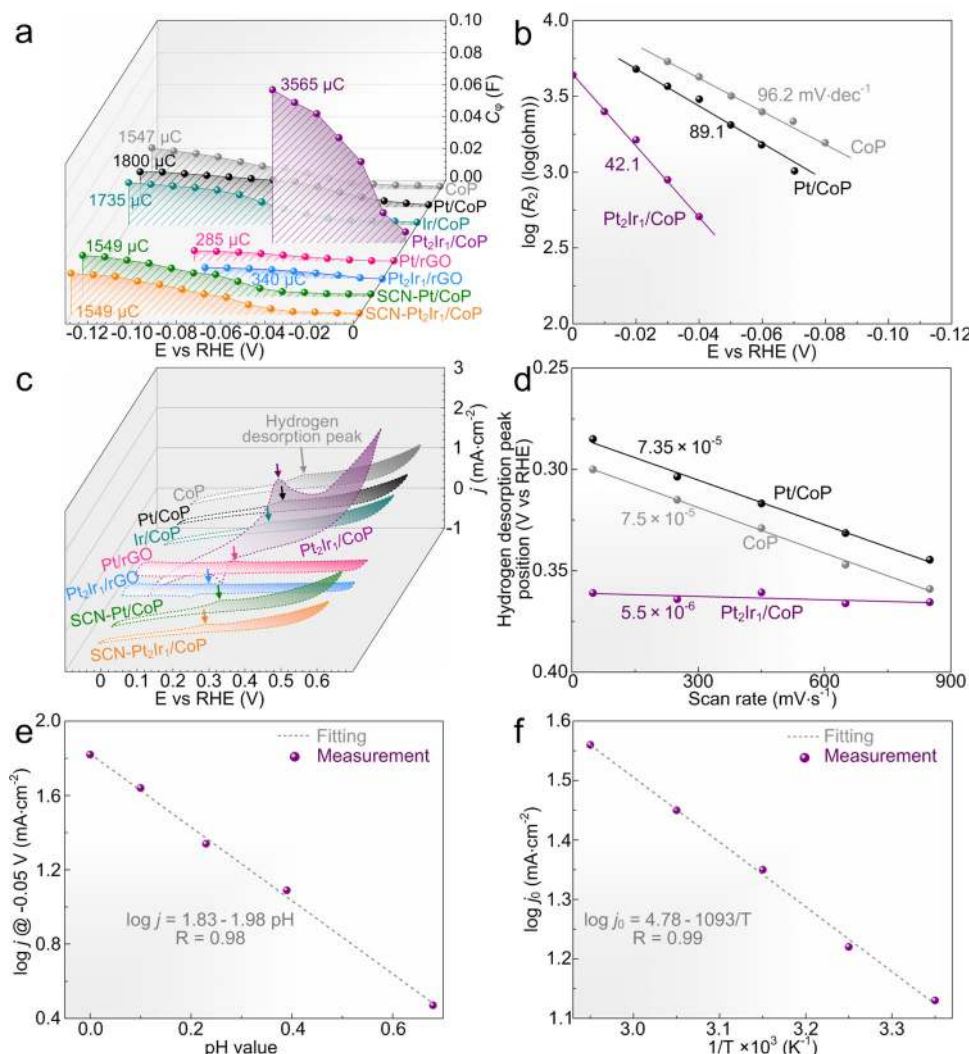 a
0.10
0.08
0.06
0.04
0.02
0.00
Cφ (F)
3565 μC
1547 μC
1800 μC
1735 μC
1549 μC
1549 μC
285 μC
340 μC
CoP
Pt/CoP
Ir/CoP
Pt₂Ir₁/CoP
Pt/rGO
Pt₂Ir₁/rGO
SCN-Pt/CoP
SCN-Pt₂Ir₁/CoP
-0.12 -0.10 -0.08 -0.06 -0.04 -0.02 0
E vs RHE (V)
b
4.0
3.5
3.0
2.5
2.0
log (R₂) (log(ohm))
96.2 mV·dec⁻¹
89.1
42.1
CoP
Pt/CoP
Pt₂Ir₁/CoP
0 -0.02 -0.04 -0.06 -0.08 -0.10 -0.12
E vs RHE (V)
c
3
2
1
0
-1
j (mA·cm⁻²)
Hydrogen
desorption peak
CoP
Pt/CoP
Ir/CoP
Pt₂Ir₁/CoP
Pt/rGO
Pt₂Ir₁/rGO
SCN-Pt/CoP
SCN-Pt₂Ir₁/CoP
0 0.1 0.2 0.3 0.4 0.5 0.6
E vs RHE (V)
d
0.25
0.30
0.35
0.40
Hydrogen desorption peak
position (V vs RHE)
7.35 × 10⁻⁵
Pt/CoP
7.5 × 10⁻⁵
CoP
5.5 × 10⁻⁶
Pt₂Ir₁/CoP
0 300 600 900
Scan rate (mV·s⁻¹)
e
2.0
1.6
1.2
0.8
0.4
log j @ -0.05 V (mA·cm⁻²)
Fitting
Measurement
log j = 1.83 - 1.98 pH
R = 0.98
0.0 0.2 0.4 0.6
pH value
f
1.6
1.5
1.4
1.3
1.2
1.1
log j₀ (mA·cm⁻²)
Fitting
Measurement
log j₀ = 4.78 - 1093/T
R = 0.99
3.0 3.1 3.2 3.3
1/T ×10³ (K⁻¹)